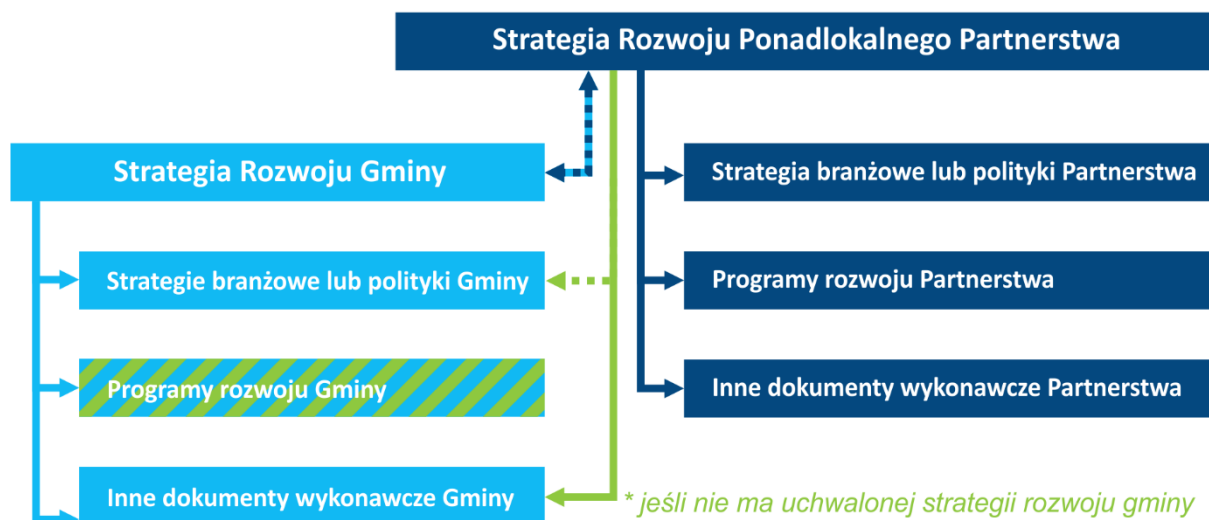 Strategia Rozwoju Ponadlokalnego Partnerstwa
Strategia Rozwoju Gminy
Strategia branżowe lub polityki Partnerstwa
Strategie branżowe lub polityki Gminy
Programy rozwoju Partnerstwa
Programy rozwoju Gminy
Inne dokumenty wykonawcze Partnerstwa
Inne dokumenty wykonawcze Gminy
* jeśli nie ma uchwalonej strategii rozwoju gminy